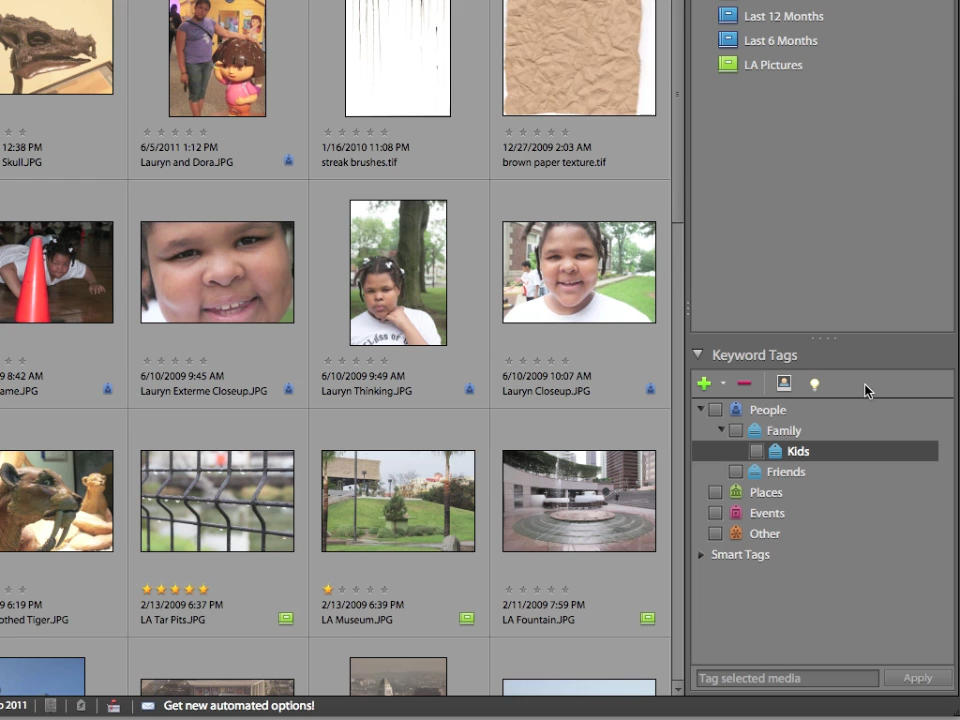 Last 12 Months
Last 6 Months
LA Pictures
12:38 PM
Skull.JPG
6/5/2011 1:12 PM
Lauryn and Dora.JPG
1/16/2010 11:08 PM
streak brushes.tif
12/27/2009 2:03 AM
brown paper texture.tif
9 8:42 AM
ame.JPG
6/10/2009 9:45 AM
Lauryn Exterme Closeup.JPG
6/10/2009 9:49 AM
Lauryn Thinking.JPG
6/10/2009 10:07 AM
Lauryn Closeup.JPG
9 6:19 PM
othed Tiger.JPG
2/13/2009 6:37 PM
LA Tar Pits.JPG
2/13/2009 6:39 PM
LA Museum.JPG
2/11/2009 7:59 PM
LA Fountain.JPG
Keyword Tags
People
Family
Kids
Friends
Places
Events
Other
Smart Tags
Tag selected media
Apply
2011
Get new automated options!